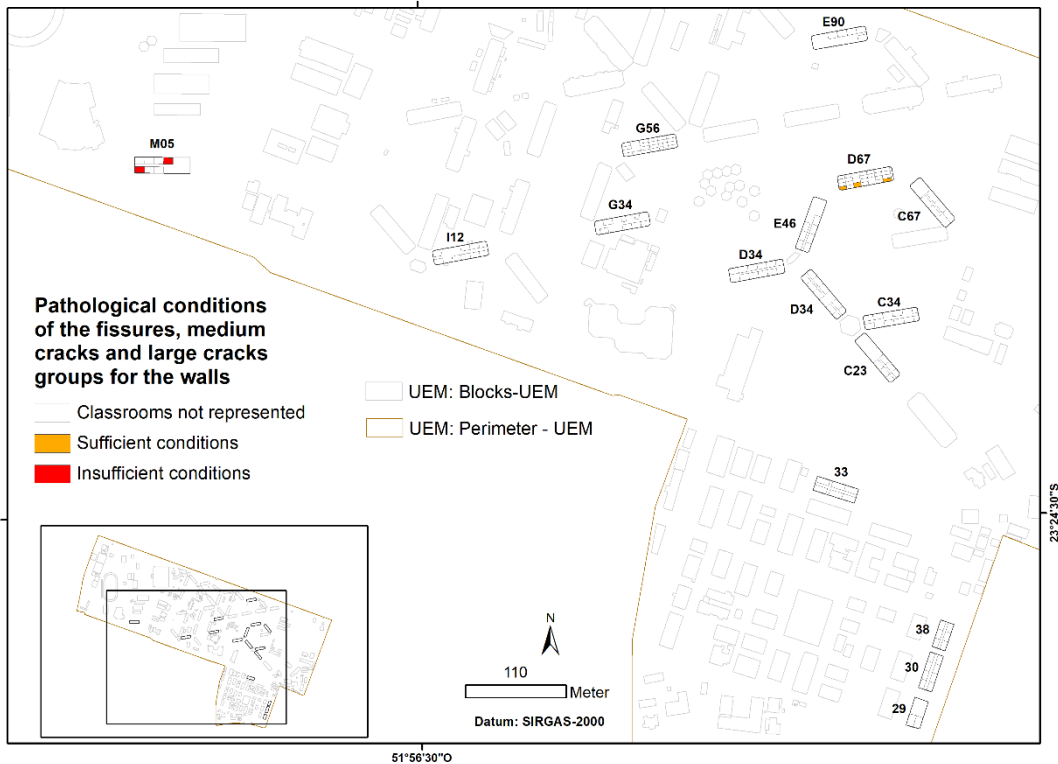 E90
G56
M05
D67
G34
E46
C67
I12
D34
D34
C34
C23
Pathological conditions
of the fissures, medium
cracks and large cracks
groups for the walls
Classrooms not represented
Sufficient conditions
Insufficient conditions
UEM: Blocks-UEM
UEM: Perimeter - UEM
33
23°24'30"S
38
30
29
N
110
Meter
Datum: SIRGAS-2000
51°56'30"O